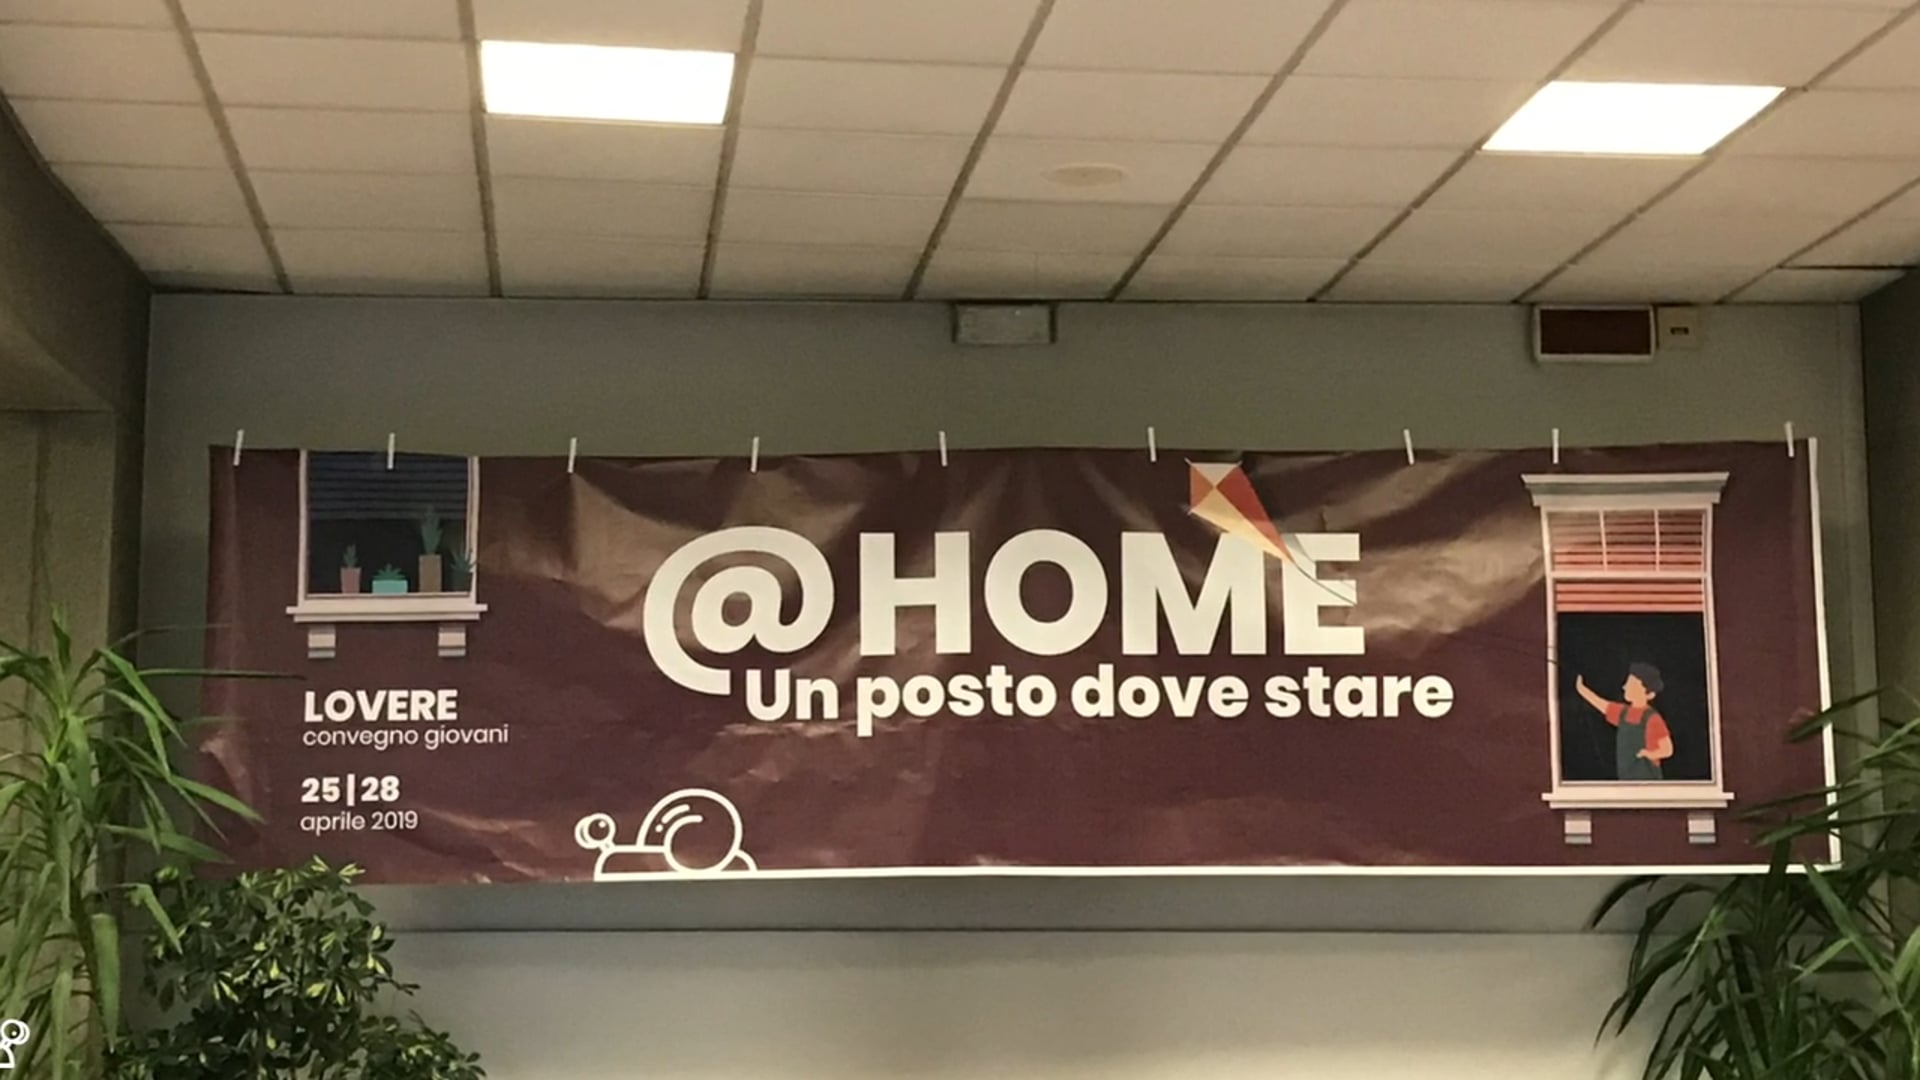 @HOME
Un posto dove stare
LOVERE
convegno giovani
25|28
aprile 2019